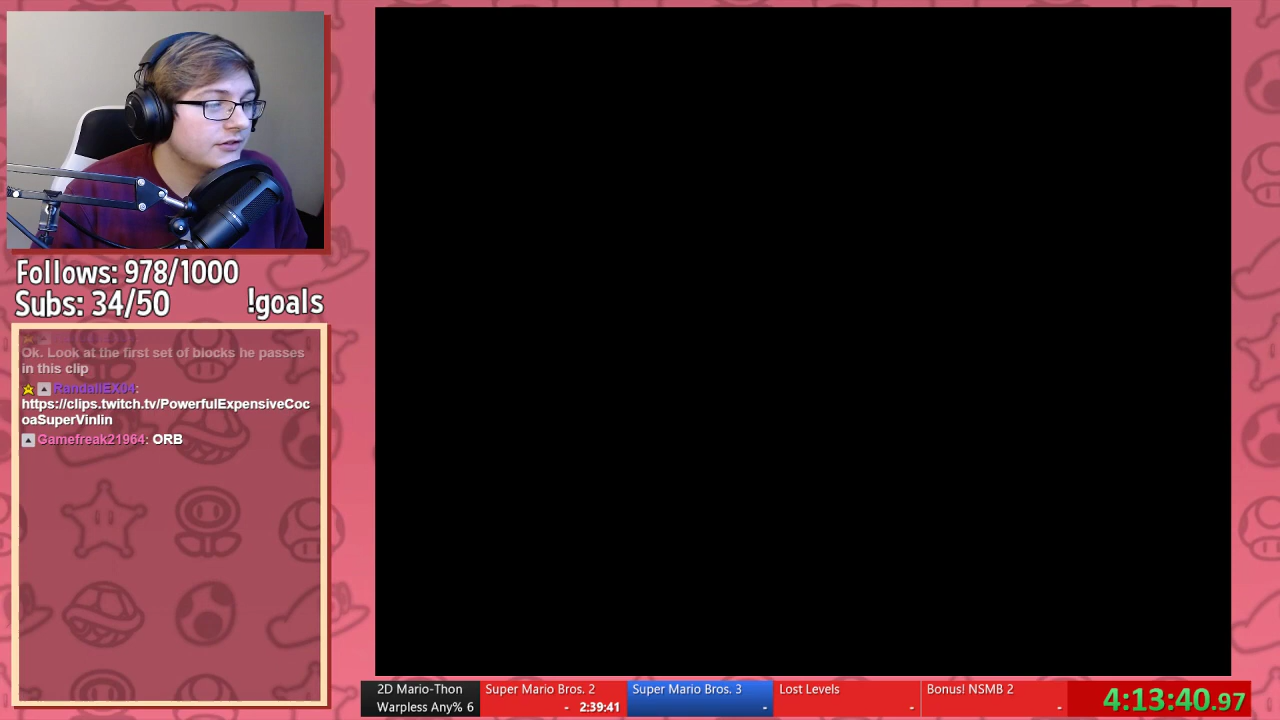 Follows: 978/1000
Subs: 34/50 !goals
Ok. Look at the first set of blocks he passes
in this clip
RandallEX04:
https://clips.twitch.tv/PowerfulExpensiveCoc
oaSuperVinlin
Gamefreak21964: ORB
2D Mario-Thon
Warpless Any% 6
Super Mario Bros. 2
- 2:39:41
Super Mario Bros. 3
-
Lost Levels
-
Bonus! NSMB 2
-
4:13:40.97